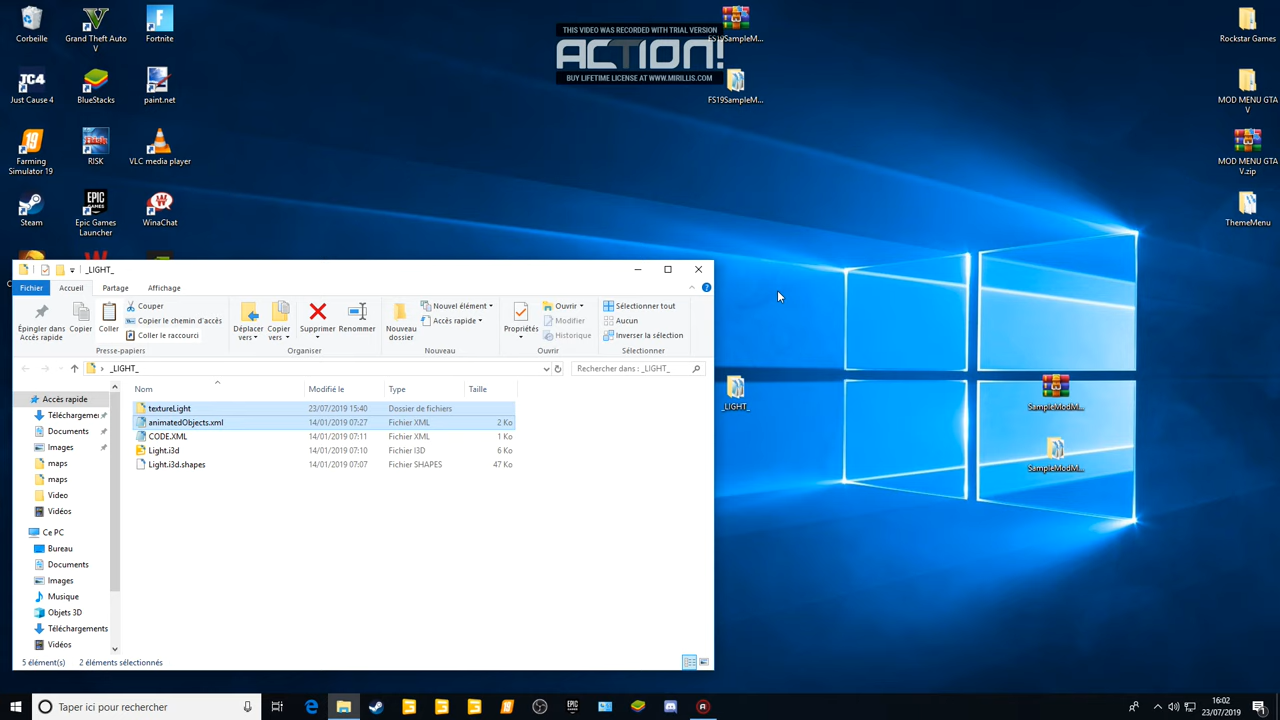 Corbeille
Grand Theft Auto
V
Fortnite
THIS VIDEO WAS RECORDED WITH TRIAL VERSION
ACTION!
BUY LIFETIME LICENSE AT WWW.MIRILLIS.COM
FS19SampleM...
Rockstar Games
TC4
Just Cause 4
BlueStacks
paint.net
FS19SampleM...
MOD MENU GTA
V
19
Farming
Simulator 19
Risk
RISK
VLC media player
MOD MENU GTA
V.zip
Steam
EPIC
GAMES
Epic Games
Launcher
WinaChat
ThemeMenu
_LIGHT_
Fichier
Accueil
Partage
Affichage
Épingler dans
Accès rapide
Copier
Coller
Couper
Copier le chemin d'accès
Coller le raccourci
Presse-papiers
Déplacer
vers
Copier
vers
Supprimer
Renommer
Organiser
Nouveau
dossier
Nouvel élément
Accès rapide
Nouveau
Propriétés
Ouvrir
Modifier
Historique
Ouvrir
Sélectionner tout
Aucun
Inverser la sélection
Sélectionner
_LIGHT_
Rechercher dans : _LIGHT_
Nom
Modifié le
Type
Taille
textureLight
23/07/2019 15:40
Dossier de fichiers
animatedObjects.xml
14/01/2019 07:27
Fichier XML
2 Ko
CODE.XML
14/01/2019 07:11
Fichier XML
1 Ko
Light.i3d
14/01/2019 07:10
Fichier I3D
6 Ko
Light.i3d.shapes
14/01/2019 07:07
Fichier SHAPES
47 Ko
Accès rapide
Téléchargemen
Documents
Images
maps
maps
Video
Vidéos
Ce PC
Bureau
Documents
Images
Musique
Objets 3D
Téléchargements
Vidéos
5 élément(s)
2 éléments sélectionnés
_LIGHT_
SampleModM...
SampleModM...
Taper ici pour rechercher
16:02
23/07/2019